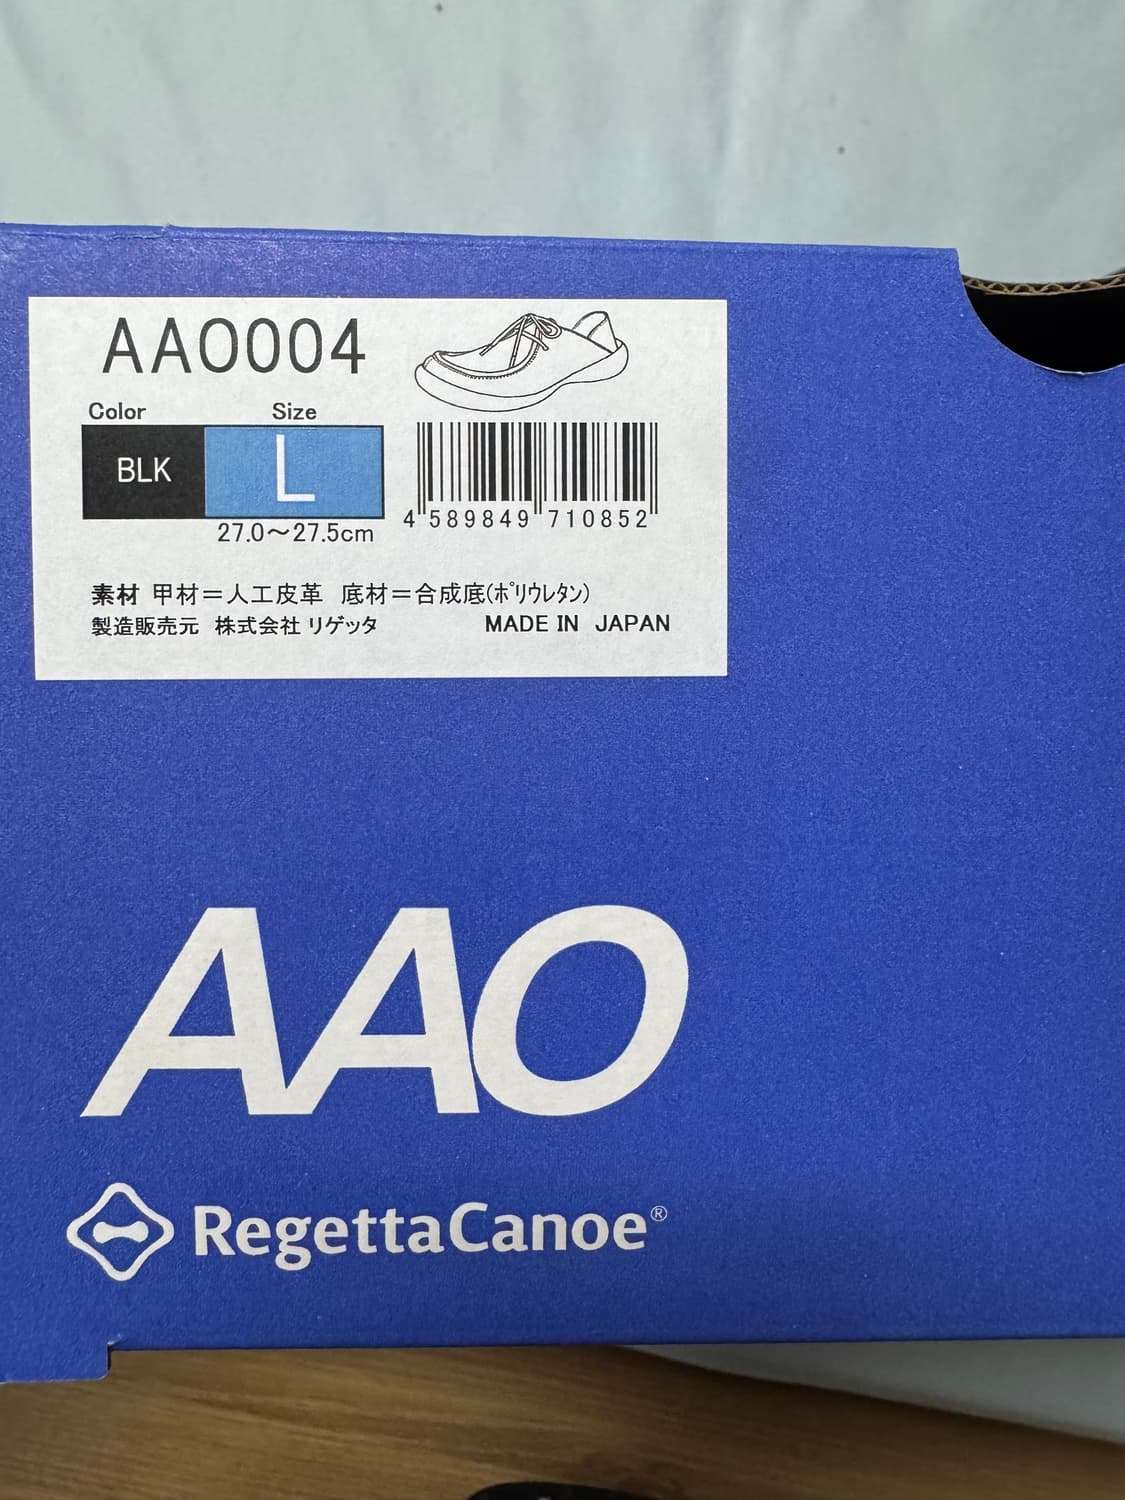 AAO004
Color Size
BLK L
27.0～27.5cm
4 589849 710852
素材 甲材＝人工皮革 底材＝合成底(ﾎﾟﾘｳﾚﾀﾝ)
製造販売元 株式会社 リゲッタ MADE IN JAPAN
AAO
RegettaCanoe®